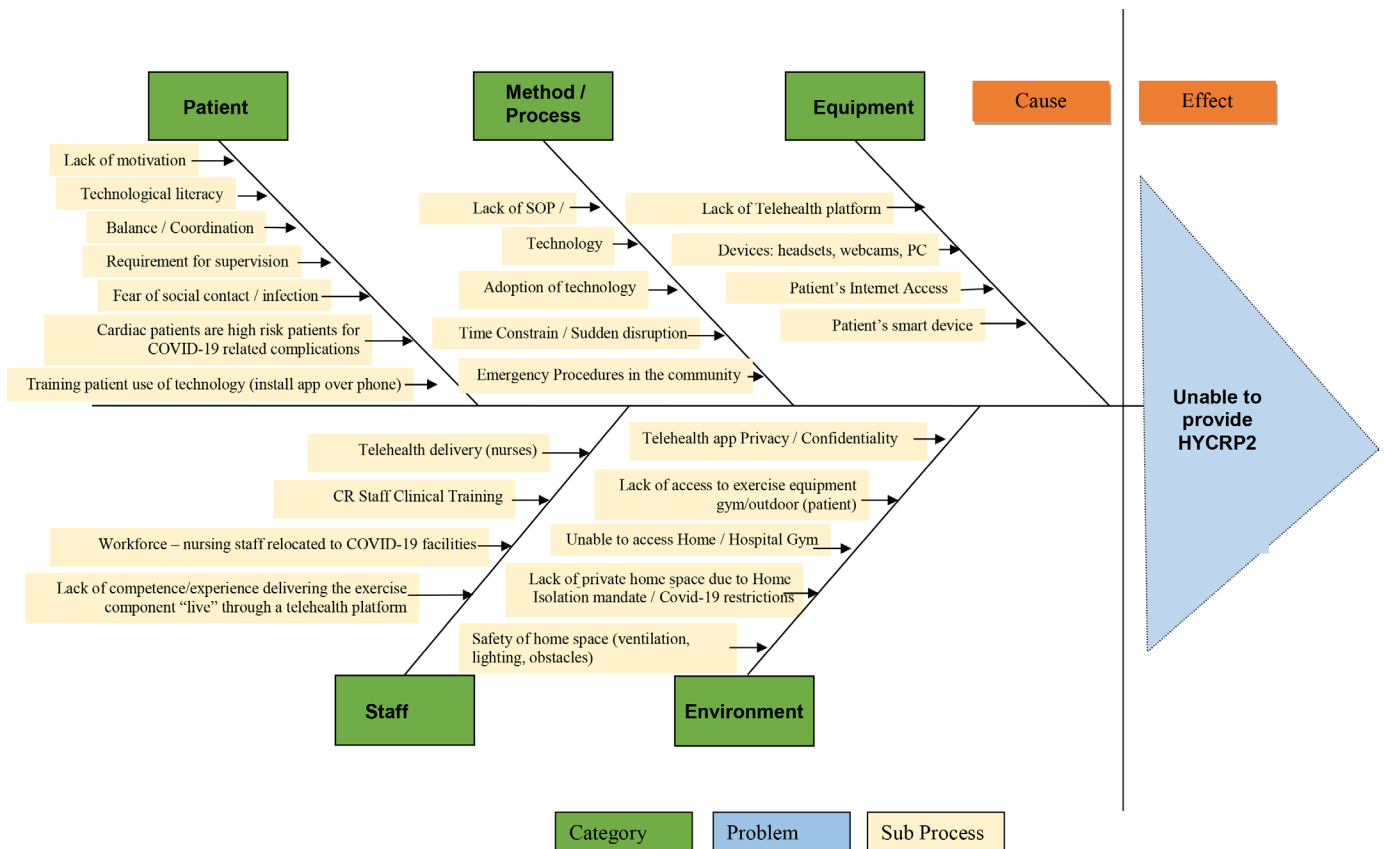 Patient
Method /
Process
Equipment
Cause
Effect
Lack of motivation
Technological literacy
Balance / Coordination
Requirement for supervision
Fear of social contact / infection
Cardiac patients are high risk patients for
COVID-19 related complications
Training patient use of technology (install app over phone)
Lack of SOP /
Technology
Adoption of technology
Time Constrain / Sudden disruption
Emergency Procedures in the community
Lack of Telehealth platform
Devices: headsets, webcams, PC
Patient's Internet Access
Patient's smart device
Unable to
provide
HYCRP2
Telehealth delivery (nurses)
CR Staff Clinical Training
Workforce – nursing staff relocated to COVID-19 facilities
Lack of competence/experience delivering the exercise
component “live” through a telehealth platform
Telehealth app Privacy / Confidentiality
Lack of access to exercise equipment
gym/outdoor (patient)
Unable to access Home / Hospital Gym
Lack of private home space due to Home
Isolation mandate / Covid-19 restrictions
Safety of home space (ventilation,
lighting, obstacles)
Staff
Environment
Category
Problem
Sub Process